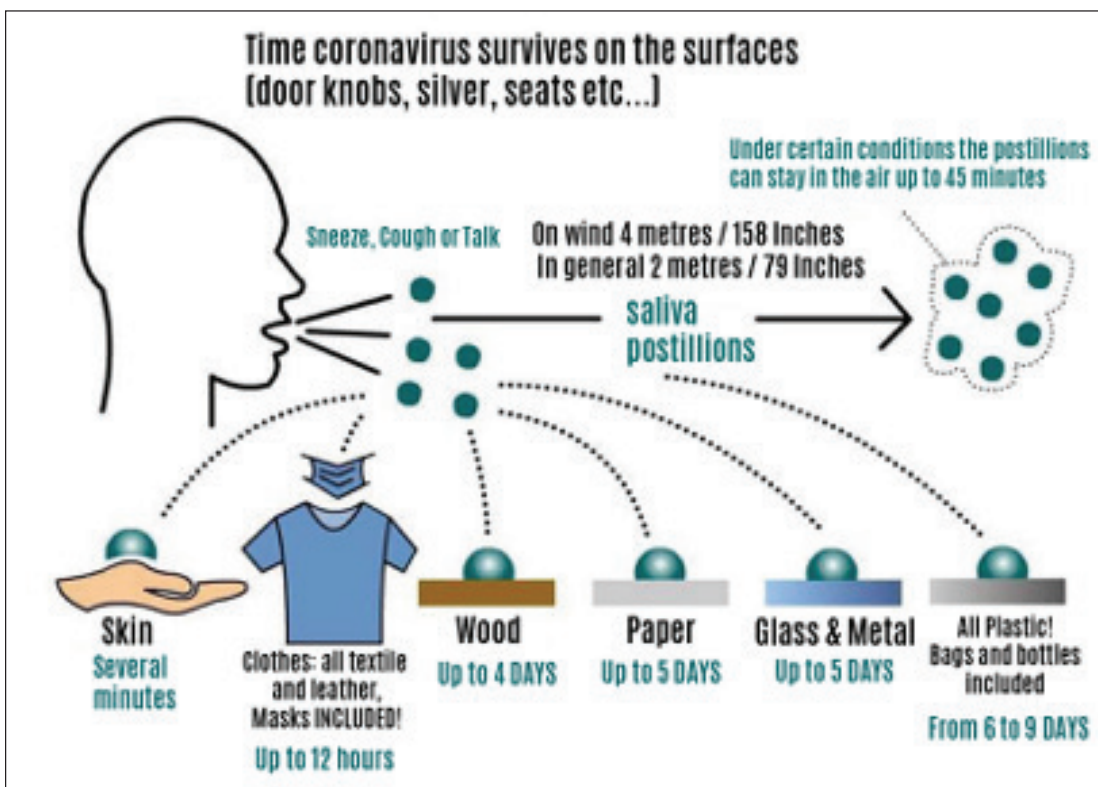 Time coronavirus survives on the surfaces
(door knobs, silver, seats etc...)
Under certain conditions the postillions
can stay in the air up to 45 minutes
Sneeze, Cough or Talk
On wind 4 metres / 158 Inches
In general 2 metres / 79 Inches
saliva
postillions
Skin
Several
minutes
Clothes: all textile
and leather,
Masks INCLUDED!
Up to 12 hours
Wood
Up to 4 DAYS
Paper
Up to 5 DAYS
Glass & Metal
Up to 5 DAYS
All Plastic!
Bags and bottles
included
From 6 to 9 DAYS